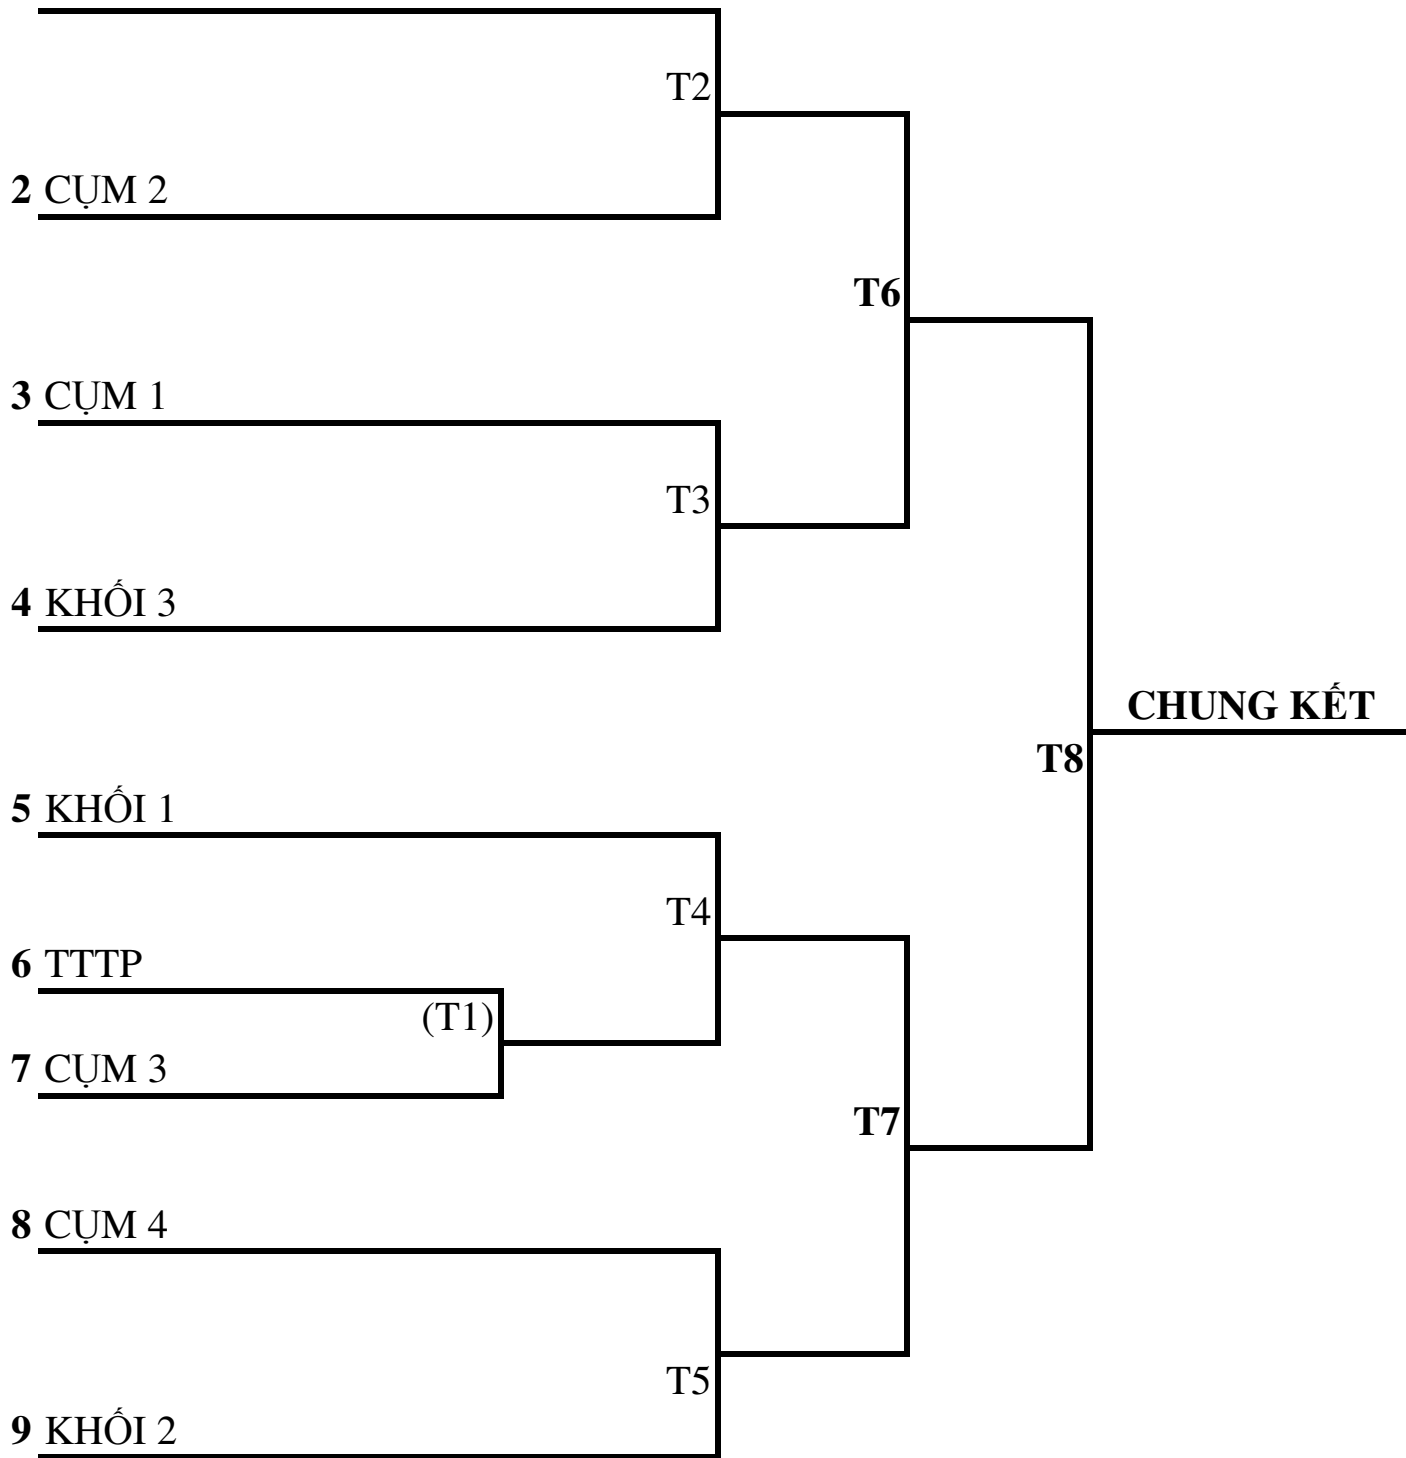 T2
2 CỤM 2
T6
3 CỤM 1
T3
4 KHỐI 3
CHUNG KẾT
T8
5 KHỐI 1
T4
6 TTTP
(T1)
7 CỤM 3
T7
8 CỤM 4
T5
9 KHỐI 2